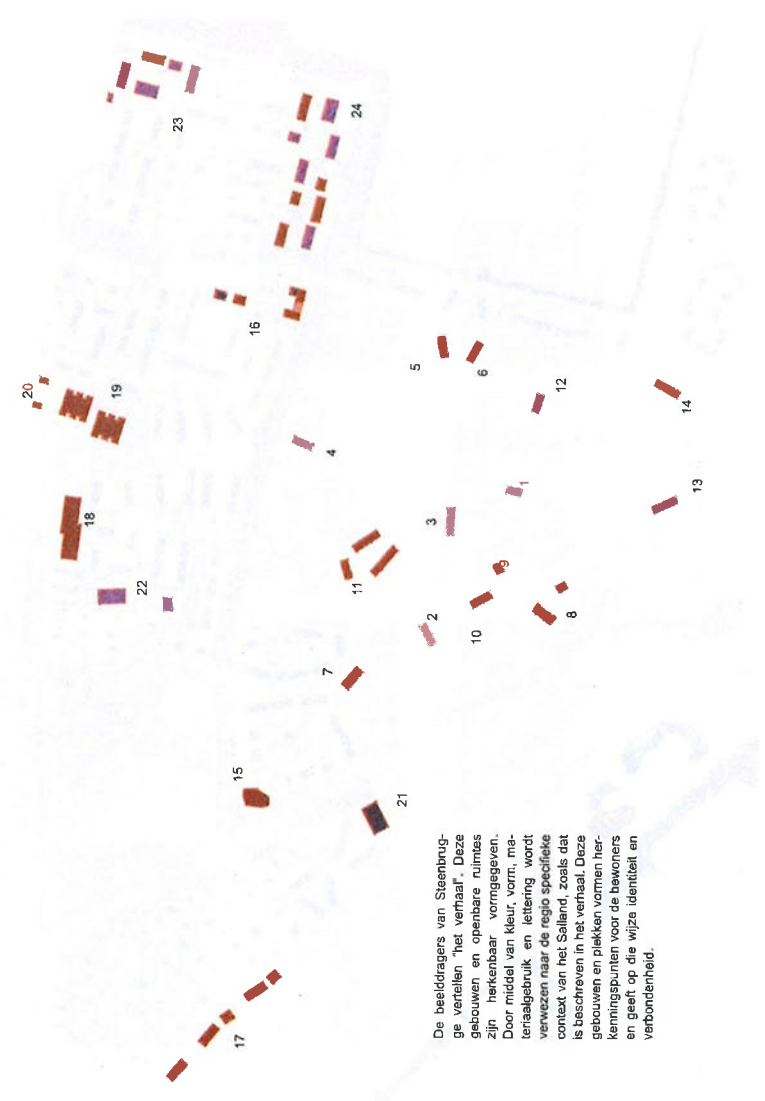 20
18
19
22
23
17
15
16
7
4
11
24
21
5
2
3
10
6
9
1
8
12
13
14
De beelddragers van Steenbrug-
ge vertellen "het verhaal". Deze
gebouwen en openbare ruimtes
zijn herkenbaar vormgegeven.
Door middel van kleur, vorm, ma-
teriaalgebruik en lettering wordt
verwezen naar de regio specifieke
context van het Salland, zoals dat
is beschreven in het verhaal. Deze
gebouwen en plekken vormen her-
kenningspunten voor de bewoners
en geeft op die wijze identiteit en
verbondenheid.